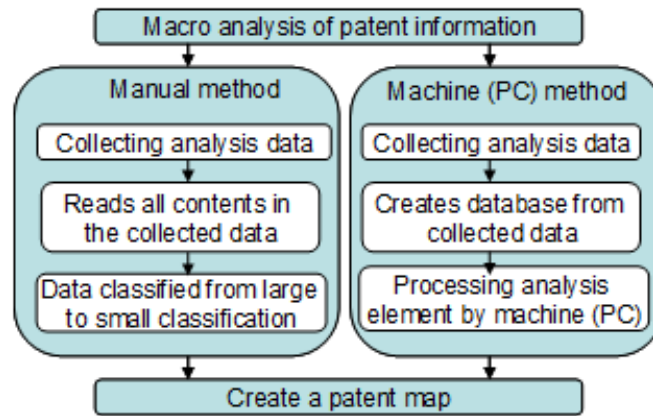 Macro analysis of patent information
Manual method
Collecting analysis data
Reads all contents in
the collected data
Data classified from large
to small classification
Machine (PC) method
Collecting analysis data
Creates database from
collected data
Processing analysis
element by machine (PC)
Create a patent map